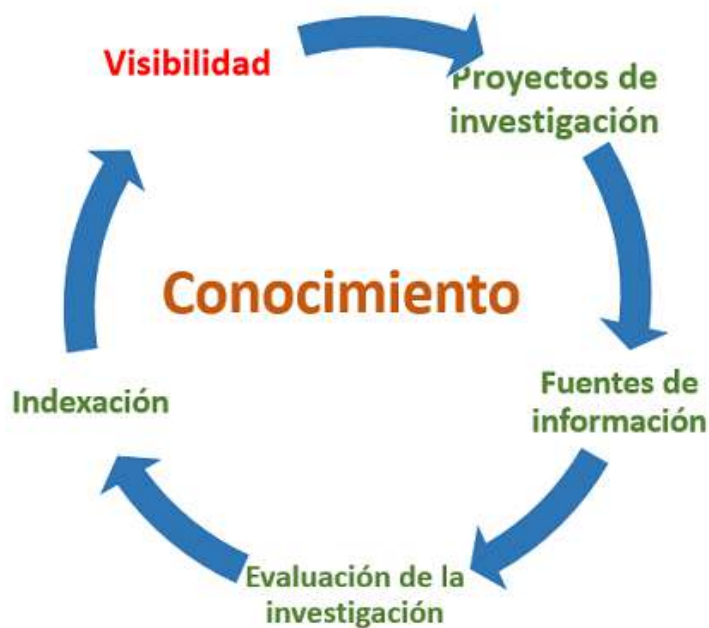 Visibilidad
Proyectos de
investigación
Conocimiento
Fuentes de
información
Indexación
Evaluación de la
investigación